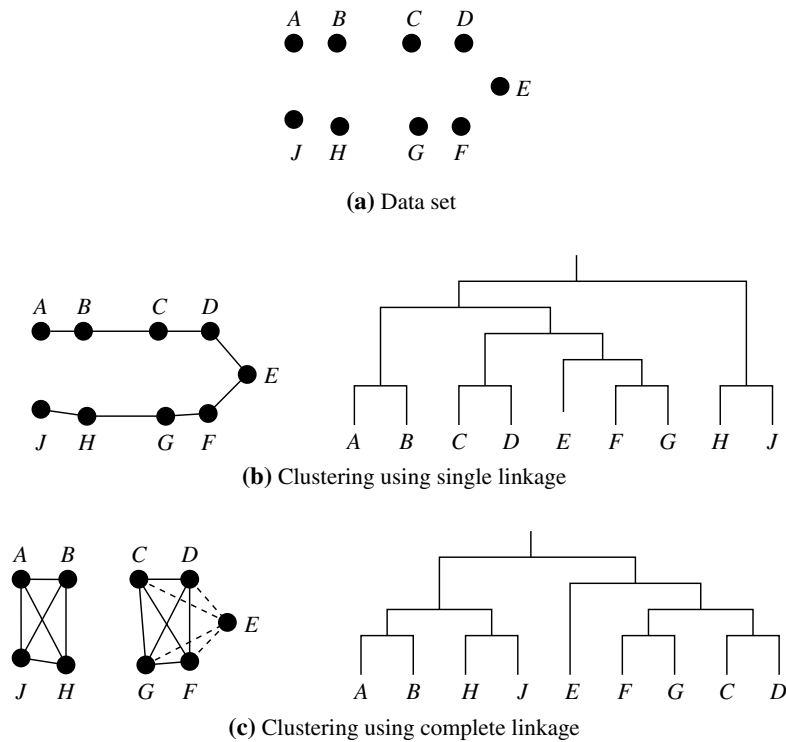 A B C D
E
J H G F
(a) Data set
A B C D
E
J H G F
A B C D E F G H J
(b) Clustering using single linkage
A B C D
E
J H G F
A B H J E F G C D
(c) Clustering using complete linkage